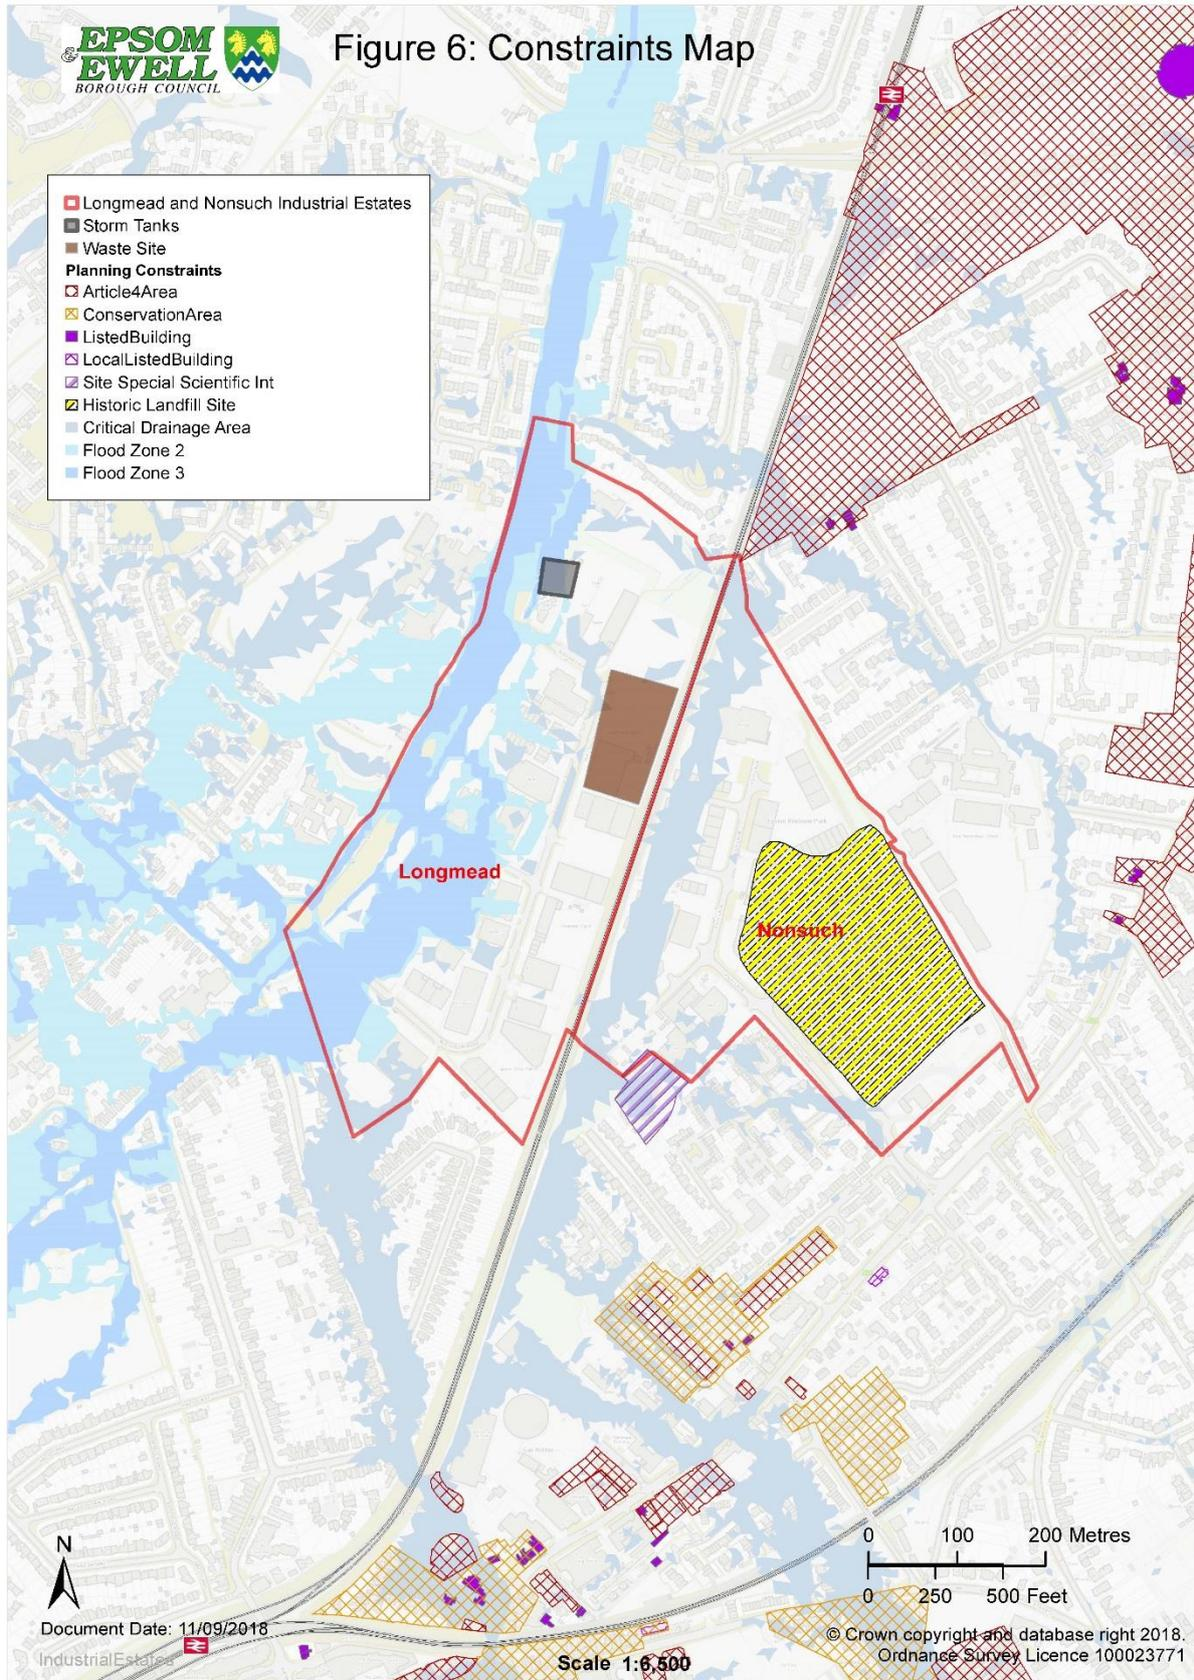 EPSOM
& EWELL
BOROUGH COUNCIL
Figure 6: Constraints Map
Longmead and Nonsuch Industrial Estates
Storm Tanks
Waste Site
Planning Constraints
Article4Area
ConservationArea
ListedBuilding
LocalListedBuilding
Site Special Scientific Int
Historic Landfill Site
Critical Drainage Area
Flood Zone 2
Flood Zone 3
Longmead
Nonsuch
N
0 100 200 Metres
0 250 500 Feet
Document Date: 11/09/2018
IndustrialEstates
Scale 1:6,500
© Crown copyright and database right 2018.
Ordnance Survey Licence 100023771